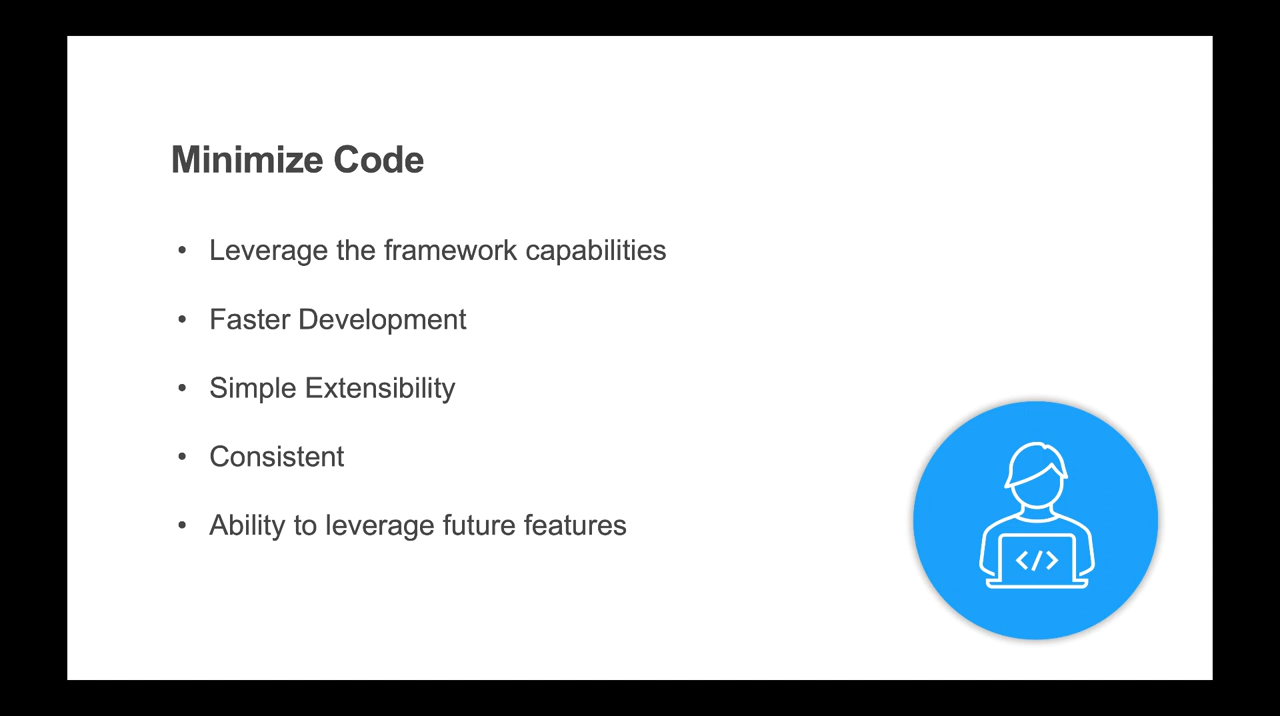 Minimize Code
• Leverage the framework capabilities
• Faster Development
• Simple Extensibility
• Consistent
• Ability to leverage future features
</>